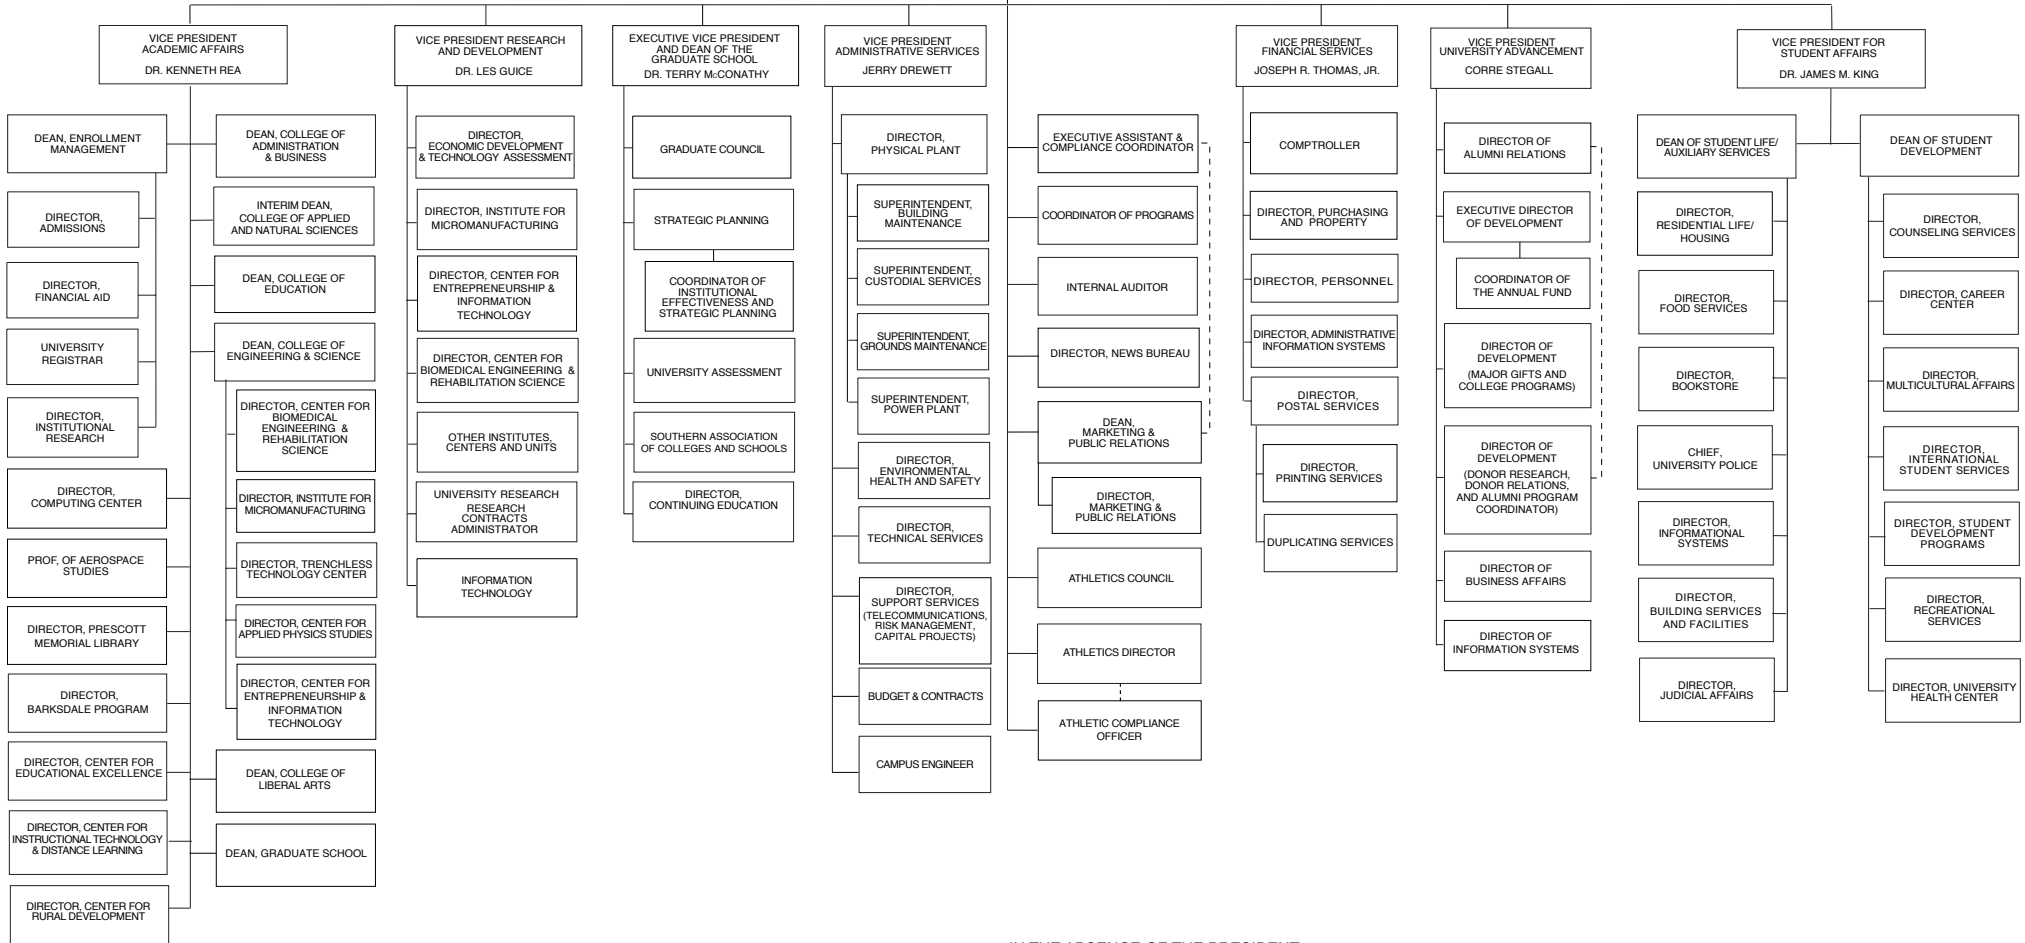 VICE PRESIDENT
ACADEMIC AFFAIRS
DR. KENNETH REA
DEAN, ENROLLMENT
MANAGEMENT
DIRECTOR,
ADMISSIONS
DIRECTOR,
FINANCIAL AID
UNIVERSITY
REGISTRAR
DIRECTOR,
INSTITUTIONAL
RESEARCH
DIRECTOR,
COMPUTING CENTER
PROF, OF AEROSPACE
STUDIES
DIRECTOR, PRESCOTT
MEMORIAL LIBRARY
DIRECTOR,
BARKSDALE PROGRAM
DIRECTOR, CENTER FOR
EDUCATIONAL EXCELLENCE
DIRECTOR, CENTER FOR
INSTRUCTIONAL TECHNOLOGY
& DISTANCE LEARNING
DIRECTOR, CENTER FOR
RURAL DEVELOPMENT
DEAN, COLLEGE OF
ADMINISTRATION
& BUSINESS
INTERIM DEAN,
COLLEGE OF APPLIED
AND NATURAL SCIENCES
DEAN, COLLEGE OF
EDUCATION
DEAN, COLLEGE OF
ENGINEERING & SCIENCE
DIRECTOR, CENTER FOR
BIOMEDICAL
ENGINEERING &
REHABILITATION
SCIENCE
DIRECTOR, INSTITUTE FOR
MICROMANUFACTURING
DIRECTOR, TRENCHLESS
TECHNOLOGY CENTER
DIRECTOR, CENTER FOR
APPLIED PHYSICS STUDIES
DIRECTOR, CENTER FOR
ENTREPRENEURSHIP &
INFORMATION
TECHNOLOGY
DEAN, COLLEGE OF
LIBERAL ARTS
DEAN, GRADUATE SCHOOL
VICE PRESIDENT RESEARCH
AND DEVELOPMENT
DR. LES GUICE
DIRECTOR,
ECONOMIC DEVELOPMENT
& TECHNOLOGY ASSESSMENT
DIRECTOR, INSTITUTE FOR
MICROMANUFACTURING
DIRECTOR, CENTER FOR
ENTREPRENEURSHIP &
INFORMATION
TECHNOLOGY
DIRECTOR, CENTER FOR
BIOMEDICAL ENGINEERING &
REHABILITATION SCIENCE
OTHER INSTITUTES,
CENTERS AND UNITS
UNIVERSITY RESEARCH
RESEARCH
CONTRACTS
ADMINISTRATOR
INFORMATION
TECHNOLOGY
EXECUTIVE VICE PRESIDENT
AND DEAN OF THE
GRADUATE SCHOOL
DR. TERRY McCONATHY
GRADUATE COUNCIL
STRATEGIC PLANNING
COORDINATOR OF
INSTITUTIONAL
EFFECTIVENESS AND
STRATEGIC PLANNING
UNIVERSITY ASSESSMENT
SOUTHERN ASSOCIATION
OF COLLEGES AND SCHOOLS
DIRECTOR,
CONTINUING EDUCATION
VICE PRESIDENT
ADMINISTRATIVE SERVICES
JERRY DREWETT
DIRECTOR,
PHYSICAL PLANT
SUPERINTENDENT,
BUILDING
MAINTENANCE
SUPERINTENDENT,
CUSTODIAL SERVICES
SUPERINTENDENT,
GROUNDS MAINTENANCE
SUPERINTENDENT,
POWER PLANT
DIRECTOR,
ENVIRONMENTAL
HEALTH AND SAFETY
DIRECTOR,
TECHNICAL SERVICES
DIRECTOR,
SUPPORT SERVICES
(TELECOMMUNICATIONS,
RISK MANAGEMENT,
CAPITAL PROJECTS)
BUDGET & CONTRACTS
CAMPUS ENGINEER
EXECUTIVE ASSISTANT &
COMPLIANCE COORDINATOR
COORDINATOR OF PROGRAMS
INTERNAL AUDITOR
DIRECTOR, NEWS BUREAU
DEAN,
MARKETING &
PUBLIC RELATIONS
DIRECTOR,
MARKETING &
PUBLIC RELATIONS
ATHLETICS COUNCIL
ATHLETICS DIRECTOR
ATHLETIC COMPLIANCE
OFFICER
VICE PRESIDENT
FINANCIAL SERVICES
JOSEPH R. THOMAS, JR.
COMPTROLLER
DIRECTOR, PURCHASING
AND PROPERTY
DIRECTOR, PERSONNEL
DIRECTOR, ADMINISTRATIVE
INFORMATION SYSTEMS
DIRECTOR,
POSTAL SERVICES
DIRECTOR,
PRINTING SERVICES
DUPLICATING SERVICES
VICE PRESIDENT
UNIVERSITY ADVANCEMENT
CORRE STEGALL
DIRECTOR OF
ALUMNI RELATIONS
EXECUTIVE DIRECTOR
OF DEVELOPMENT
COORDINATOR OF
THE ANNUAL FUND
DIRECTOR OF
DEVELOPMENT
(MAJOR GIFTS AND
COLLEGE PROGRAMS)
DIRECTOR OF
DEVELOPMENT
(DONOR RESEARCH,
DONOR RELATIONS,
AND ALUMNI PROGRAM
COORDINATOR)
DIRECTOR OF
BUSINESS AFFAIRS
DIRECTOR OF
INFORMATION SYSTEMS
VICE PRESIDENT FOR
STUDENT AFFAIRS
DR. JAMES M. KING
DEAN OF STUDENT LIFE/
AUXILIARY SERVICES
DIRECTOR,
RESIDENTIAL LIFE/
HOUSING
DIRECTOR,
FOOD SERVICES
DIRECTOR,
BOOKSTORE
CHIEF,
UNIVERSITY POLICE
DIRECTOR,
INFORMATIONAL
SYSTEMS
DIRECTOR,
BUILDING SERVICES
AND FACILITIES
DIRECTOR,
JUDICIAL AFFAIRS
DEAN OF STUDENT
DEVELOPMENT
DIRECTOR,
COUNSELING SERVICES
DIRECTOR, CAREER
CENTER
DIRECTOR,
MULTICULTURAL AFFAIRS
DIRECTOR,
INTERNATIONAL
STUDENT SERVICES
DIRECTOR, STUDENT
DEVELOPMENT
PROGRAMS
DIRECTOR,
RECREATIONAL
SERVICES
DIRECTOR, UNIVERSITY
HEALTH CENTER